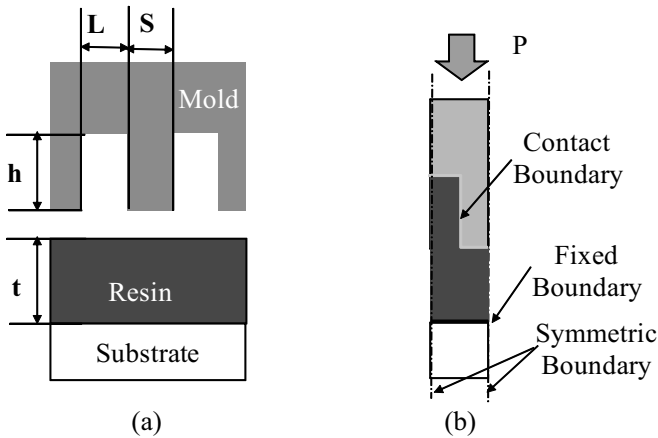 L
S
Mold
h
t
Resin
Substrate
(a)
P
Contact
Boundary
Fixed
Boundary
Symmetric
Boundary
(b)